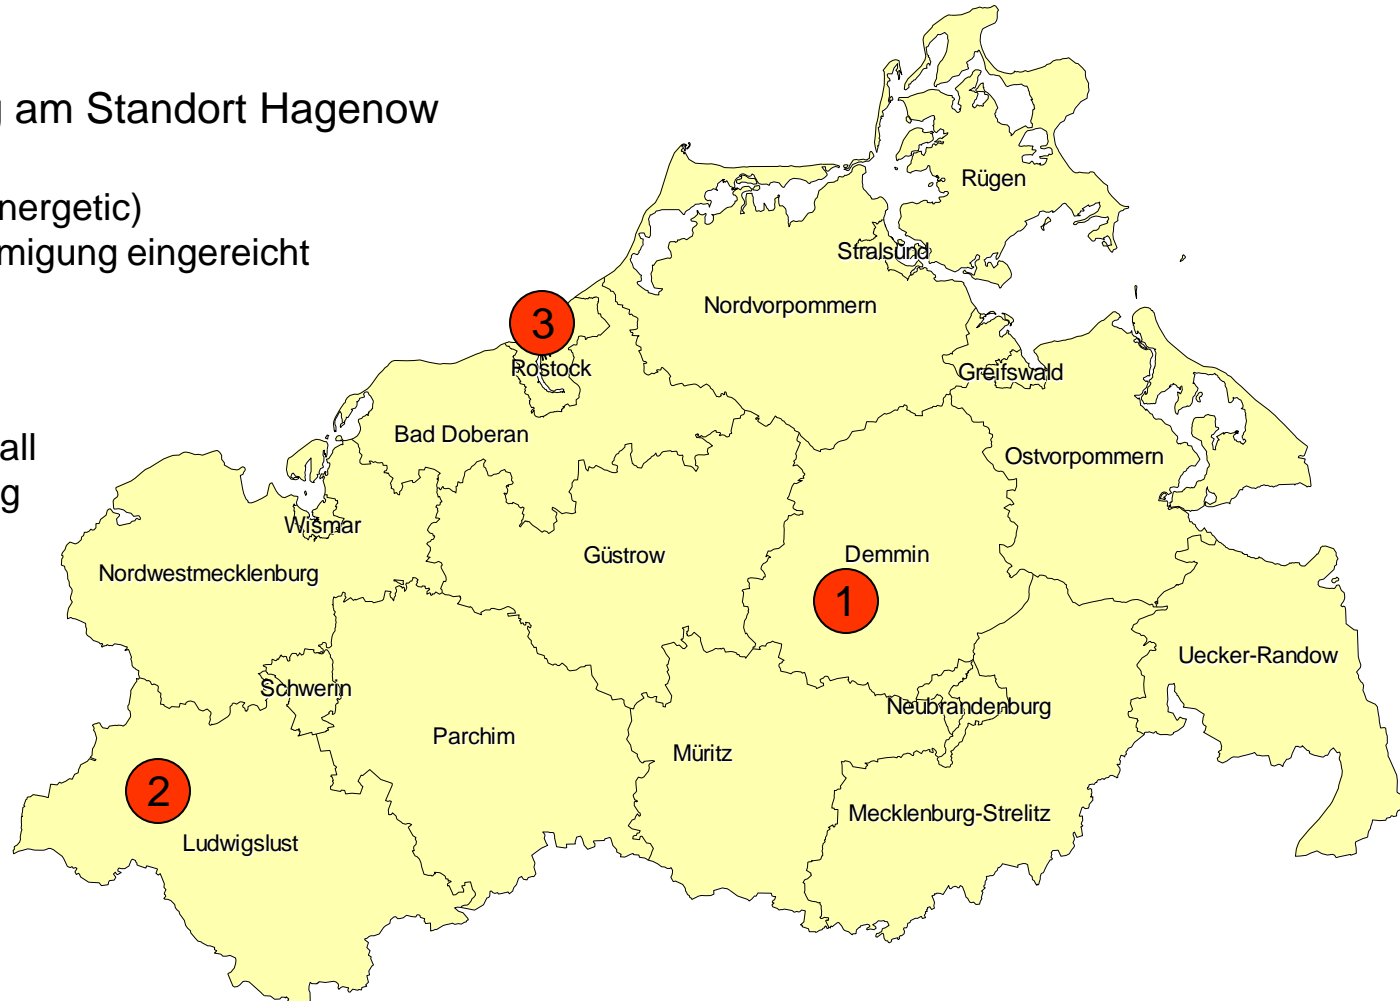 g am Standort Hagenow
nergetic)
migung eingereicht
all
g
Rügen
Stralsund
Nordvorpommern
3
Rostock
Greifswald
Bad Doberan
Ostvorpommern
Wismar
Güstrow
Demmin
Nordwestmecklenburg
1
Uecker-Randow
Schwerin
Neubrandenburg
Parchim
Müritz
2
Mecklenburg-Strelitz
Ludwigslust